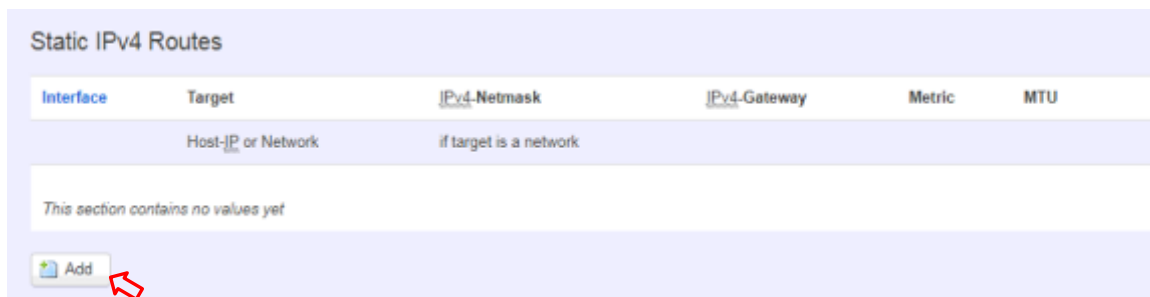 Static IPv4 Routes
Interface Target IPv4-Netmask IPv4-Gateway Metric MTU
Host-IP or Network if target is a network
This section contains no values yet
Add